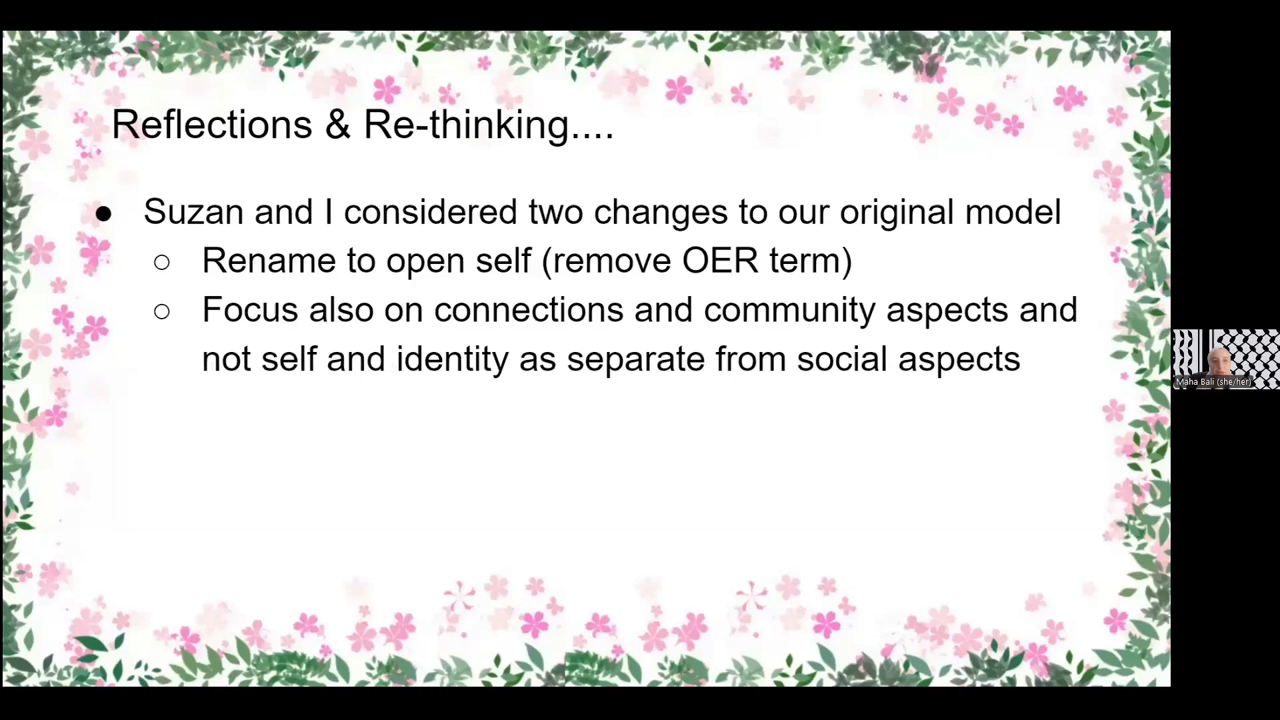 Reflections & Re-thinking....
● Suzan and I considered two changes to our original model
○ Rename to open self (remove OER term)
○ Focus also on connections and community aspects and
not self and identity as separate from social aspects
Maha Bali (she/her)